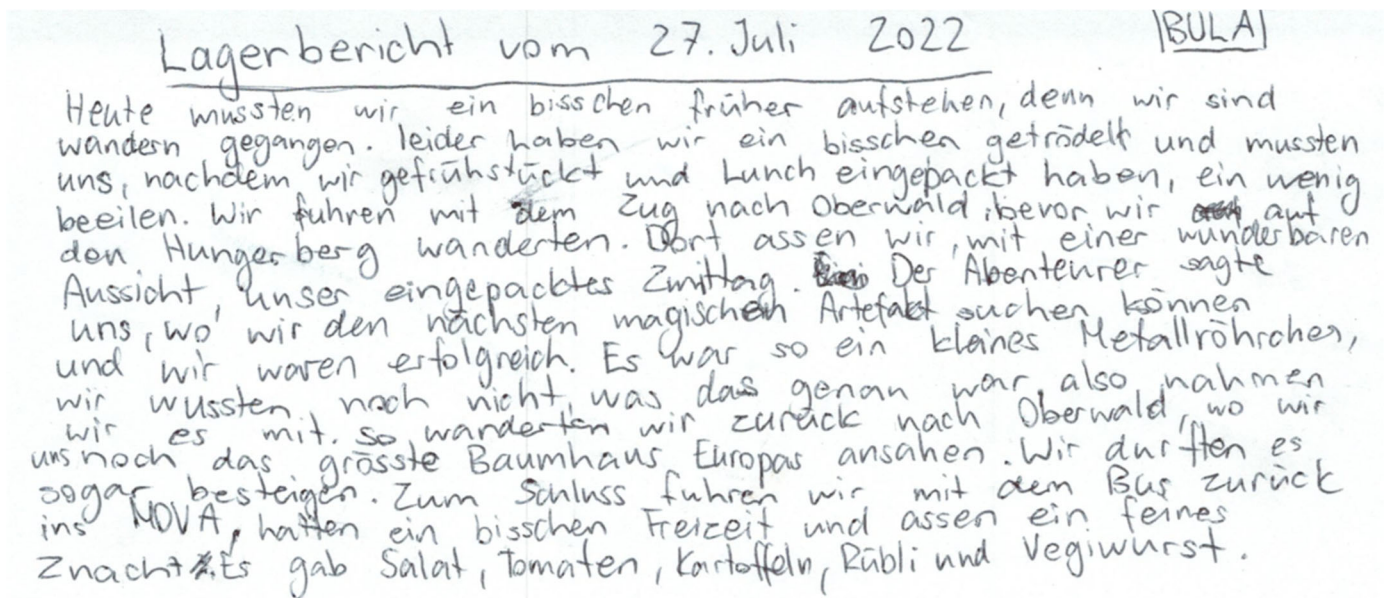 Lagerbericht vom 27. Juli 2022 BULA
Heute mussten wir ein bisschen früher aufstehen, denn wir sind
wandern gegangen. leider haben wir ein bisschen getrödelt und mussten
uns, nachdem wir gefrühstückt und Lunch eingepackt haben, ein wenig
beeilen. Wir fuhren mit dem Zug nach Oberwald, bevor wir auf
den Hungerberg wanderten. Dort assen wir, mit einer wunderbaren
Aussicht, unser eingepacktes Zmittag. Der Abenteurer sagte
uns, wo wir den nächsten magischen Artefakt suchen können
und wir waren erfolgreich. Es war so ein kleines Metallröhrchen,
wir wussten noch nicht, was das genau war, also nahmen
wir es mit. So wanderten wir zurück nach Oberwald, wo wir
uns noch das grösste Baumhaus Europas ansahen. Wir durften es
sogar besteigen. Zum Schluss fuhren wir mit dem Bus zurück
ins MOVA, hatten ein bisschen Freizeit und assen ein feines
Znacht. Es gab Salat, Tomaten, Kartoffeln, Rübli und Vegiwurst.